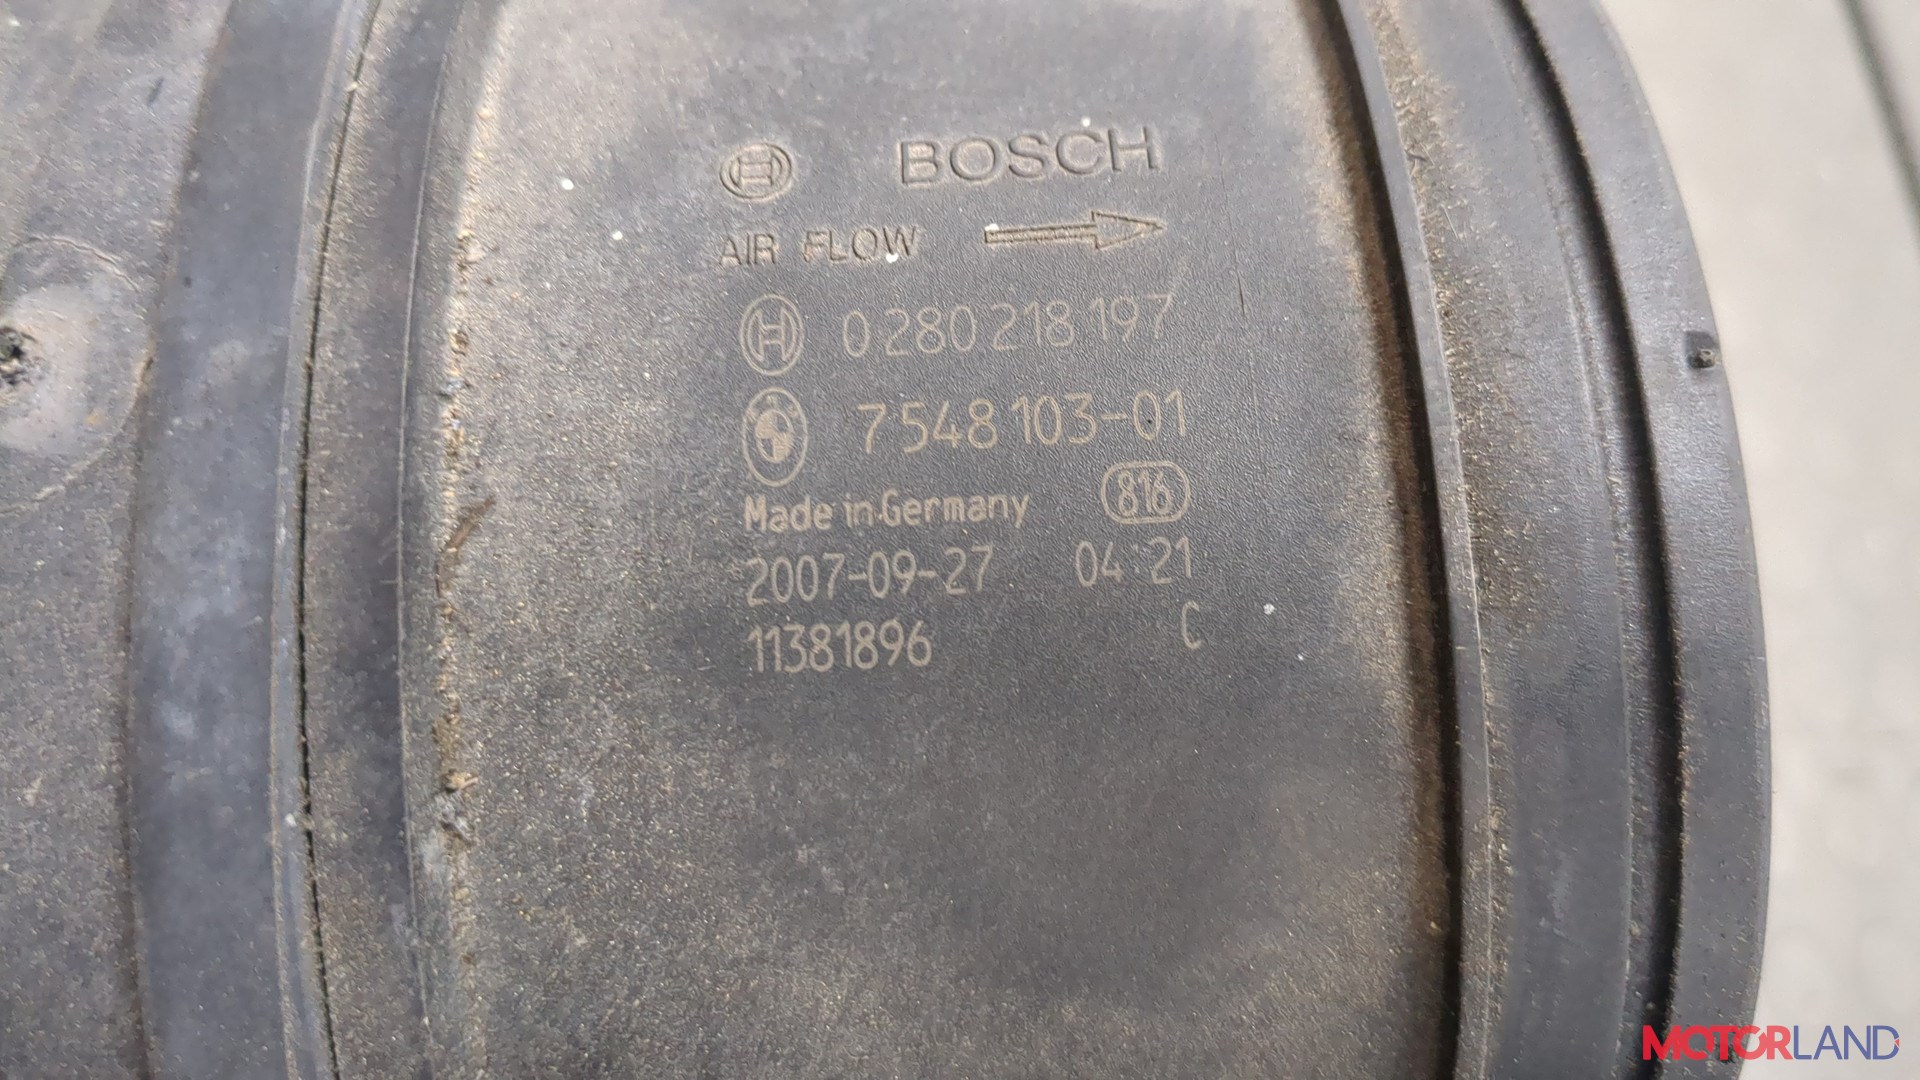 BOSCH
AIR FLOW
0 280 218 197
7 548 103-01
Made in Germany 816
2007-09-27 04:21
11381896 C
MOTORLAND